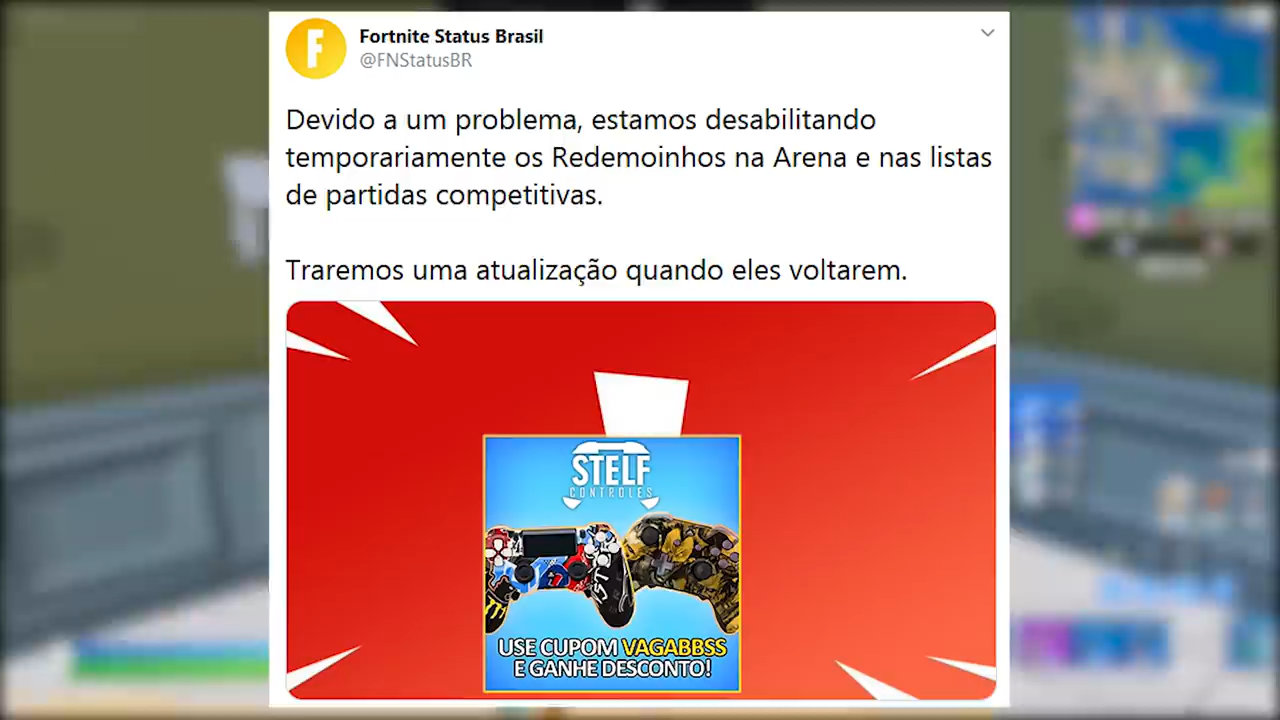 Fortnite Status Brasil
@FNStatusBR
Devido a um problema, estamos desabilitando
temporariamente os Redemoinhos na Arena e nas listas
de partidas competitivas.
Traremos uma atualização quando eles voltarem.
STELF
CONTROLES
USE CUPOM VAGABBSS
E GANHE DESCONTO!